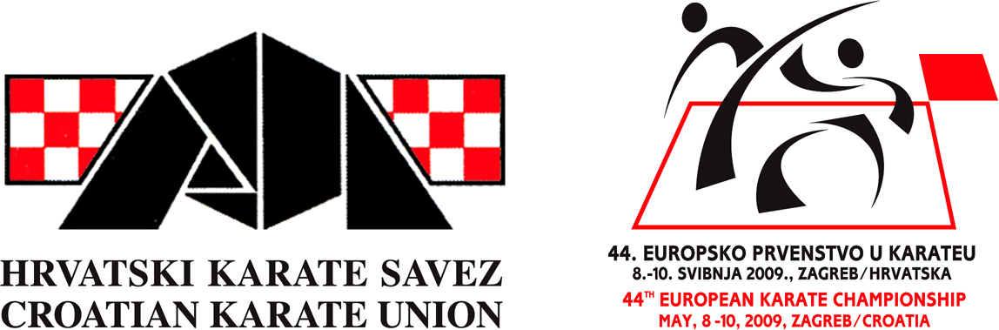 HRVATSKI KARATE SAVEZ
CROATIAN KARATE UNION
44. EUROPSKO PRVENSTVO U KARATEU
8.-10. SVIBNJA 2009., ZAGREB/HRVATSKA
44TH EUROPEAN KARATE CHAMPIONSHIP
MAY, 8-10, 2009, ZAGREB/CROATIA